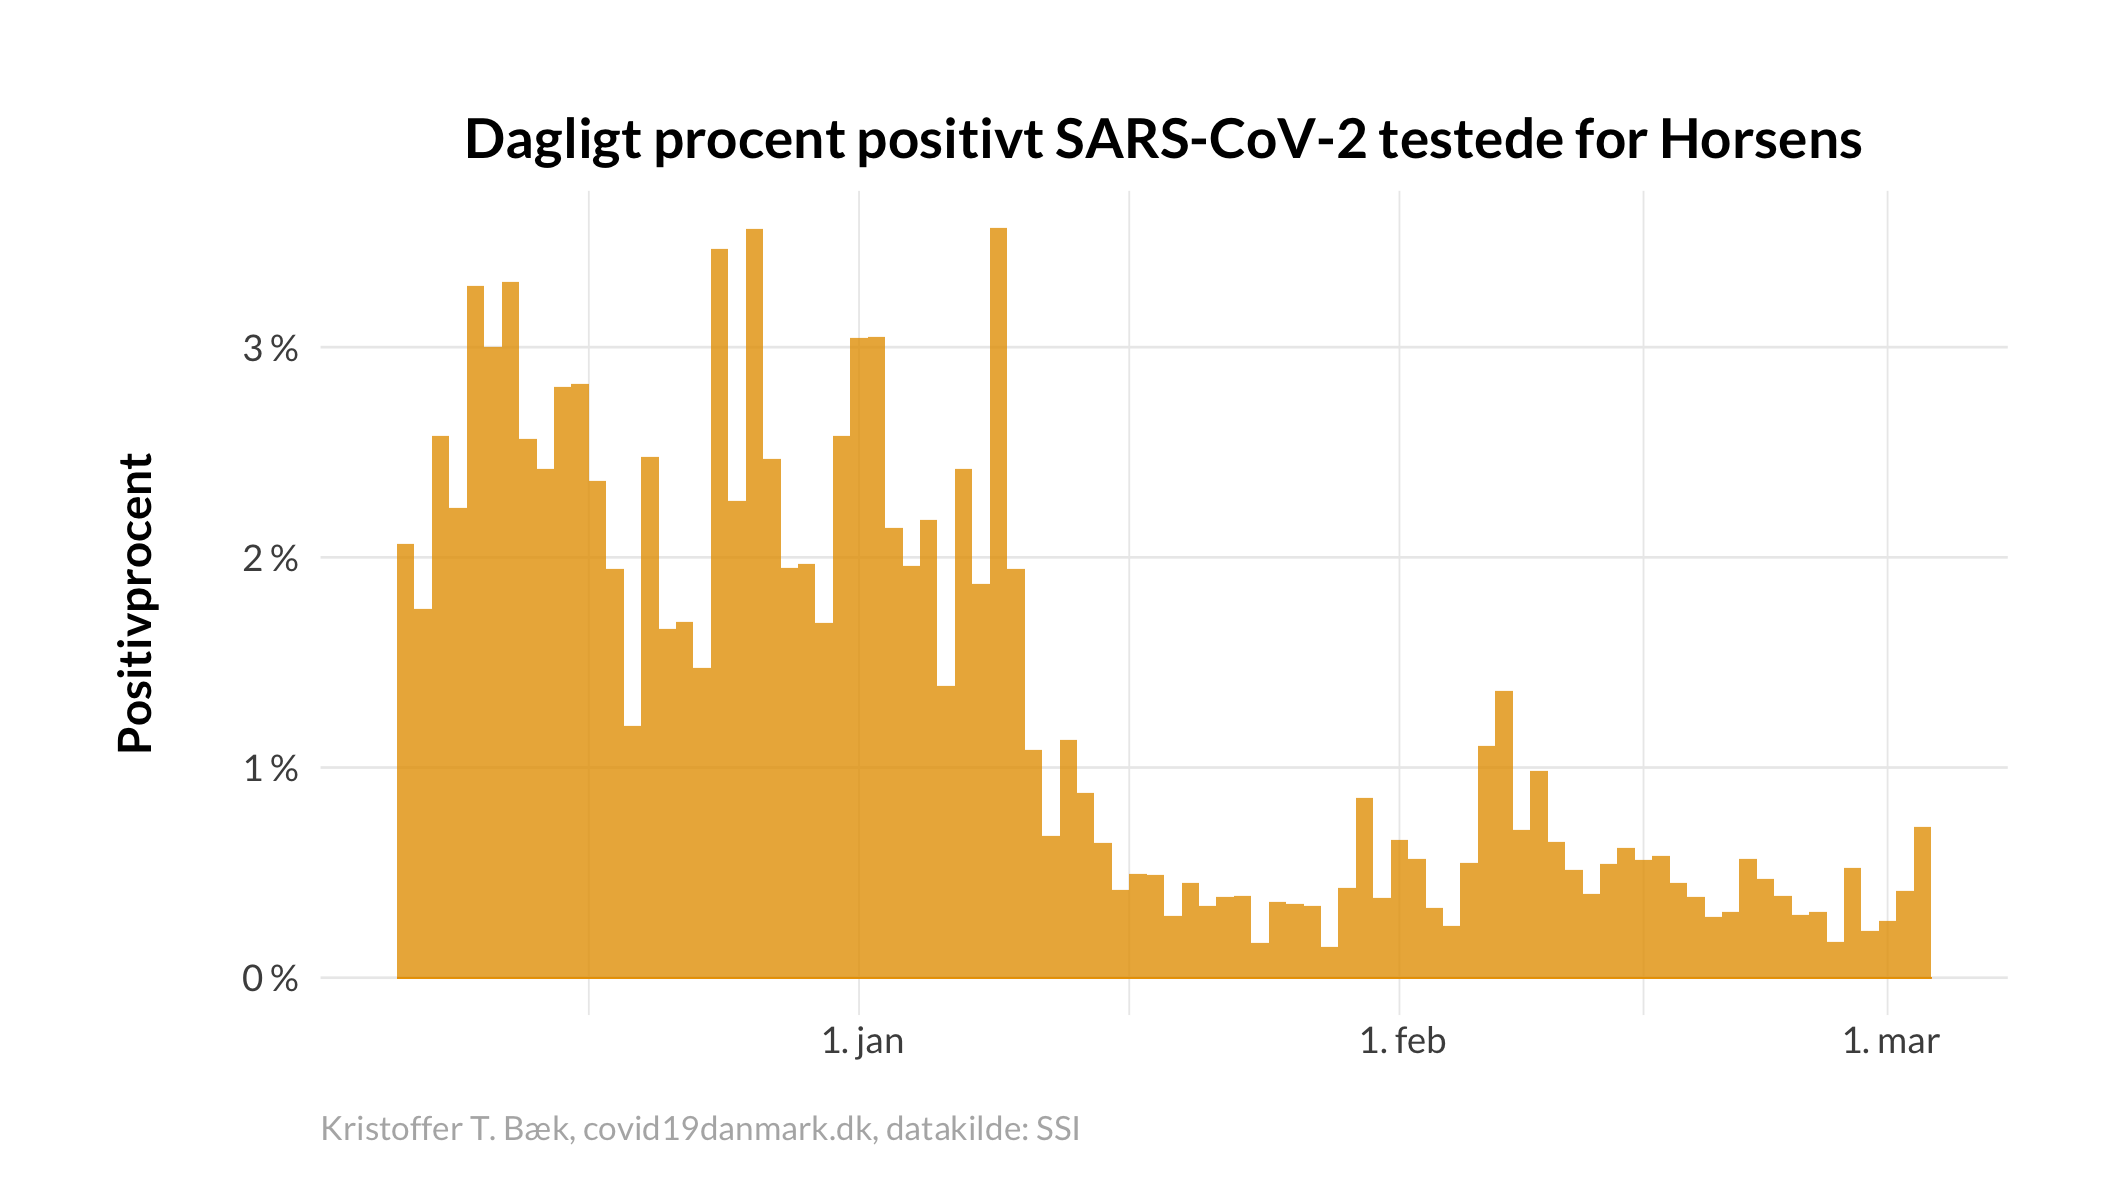 Dagligt procent positivt SARS-CoV-2 testede for Horsens
Positivprocent
3 %
2 %
1 %
0 %
1. jan
1. feb
1. mar
Kristoffer T. Bæk, covid19danmark.dk, datakilde: SSI